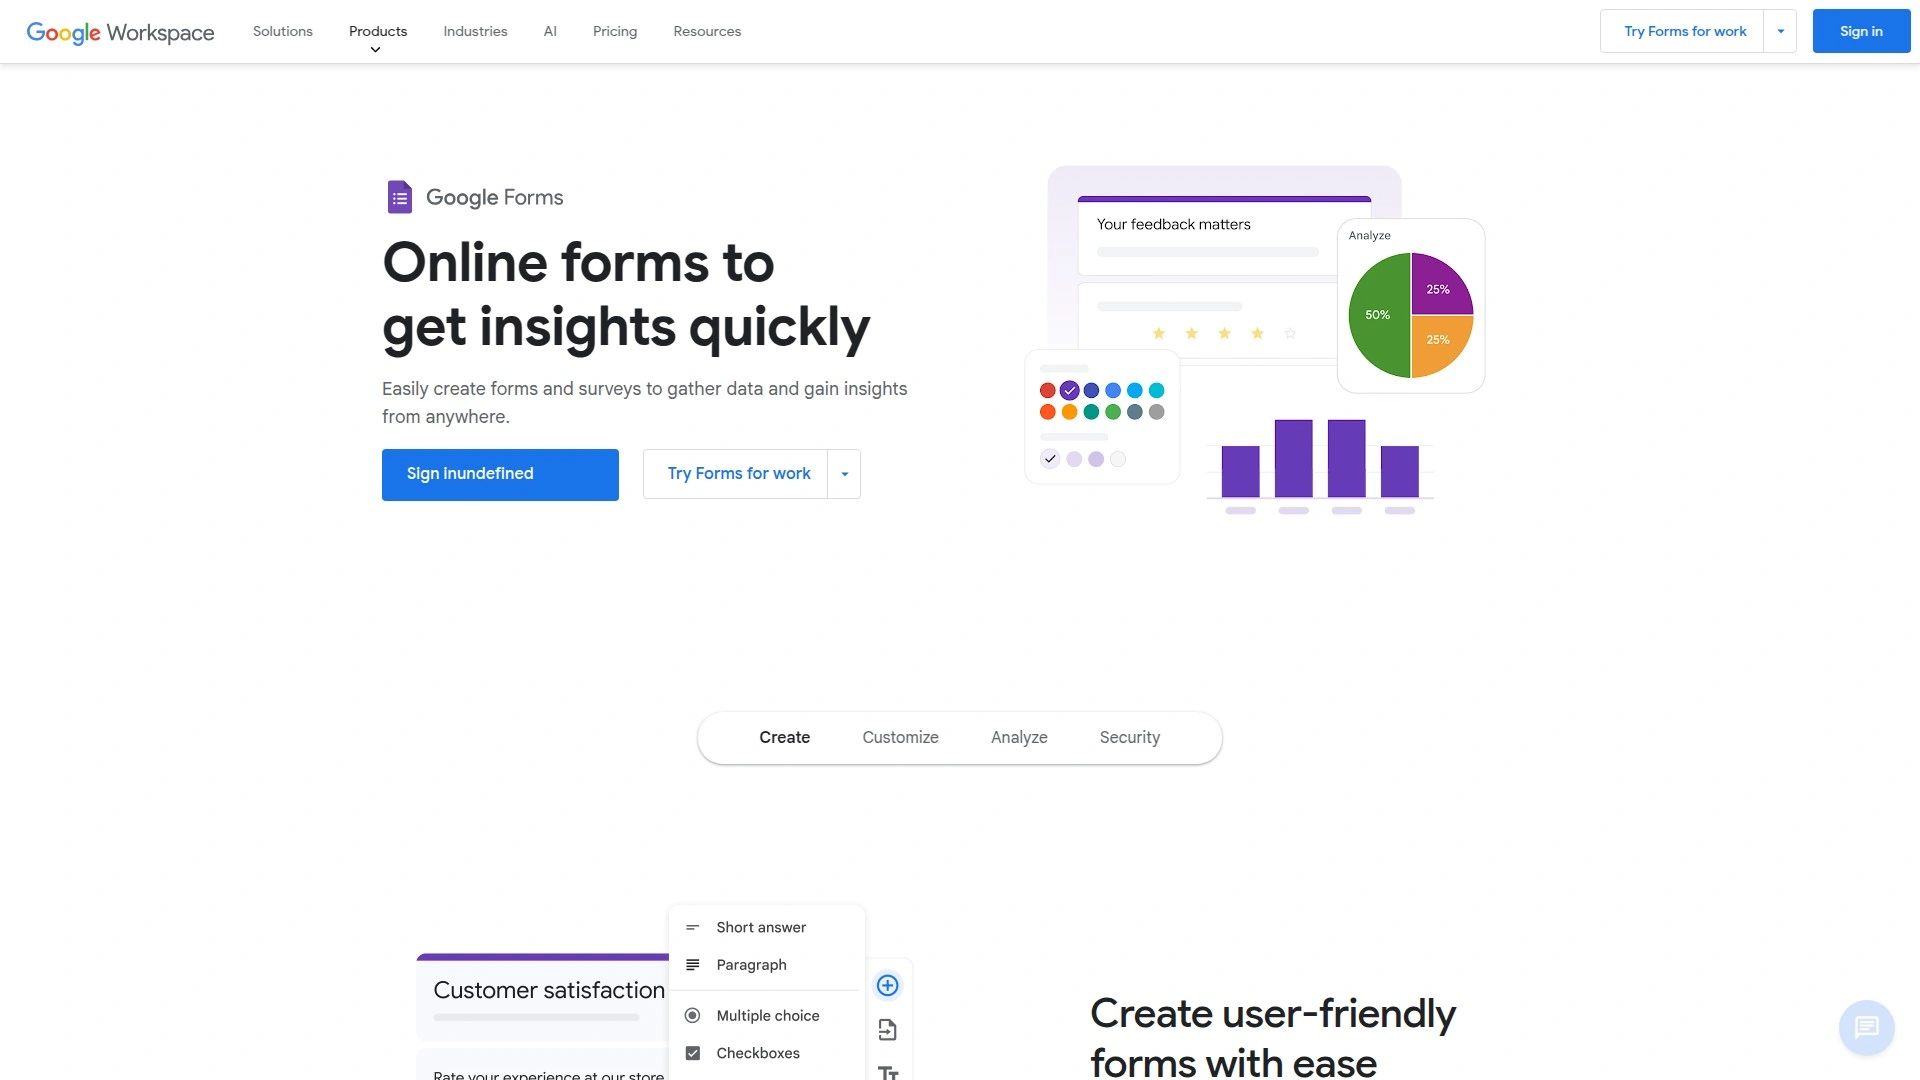 Google Workspace
Solutions
Products
Industries
AI
Pricing
Resources
Try Forms for work
Sign in
Google Forms
Online forms to
get insights quickly
Easily create forms and surveys to gather data and gain insights
from anywhere.
Sign inundefined
Try Forms for work
Your feedback matters
Analyze
50%
25%
25%
Create
Customize
Analyze
Security
Short answer
Paragraph
Multiple choice
Checkboxes
Customer satisfaction
Rate your experience at our store
Tт
Create user-friendly
forms with ease